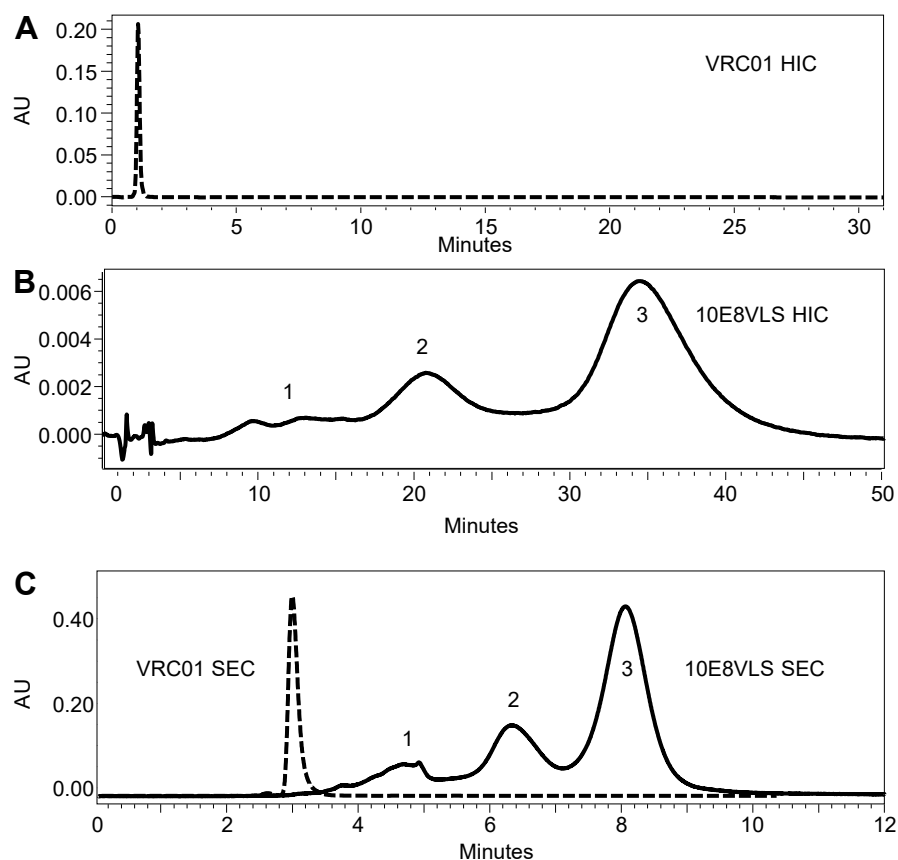 A
AU
0.20
0.15
0.10
0.05
0.00
VRC01 HIC
0 5 10 15 20 25 30
Minutes
B
AU
0.006
0.004
0.002
0.000
1
2
3
10E8VLS HIC
0 10 20 30 40 50
Minutes
C
AU
0.40
0.20
0.00
VRC01 SEC
1
2
3
10E8VLS SEC
0 2 4 6 8 10 12
Minutes